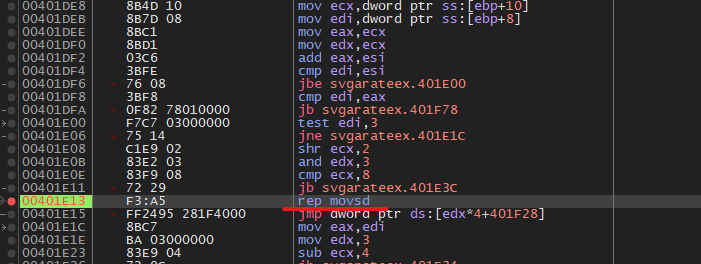 00401DE8 8B4D 10 mov ecx,dword ptr ss:[ebp+10]
00401DEB 8B7D 08 mov edi,dword ptr ss:[ebp+8]
00401DEE 8BC1 mov eax,ecx
00401DF0 8BD1 mov edx,ecx
00401DF2 03C6 add eax,esi
00401DF4 3BFE cmp edi,esi
00401DF6 76 08 jbe svgarateex.401E00
00401DF8 3BF8 cmp edi,eax
00401DFA 0F82 78010000 jb svgarateex.401F78
00401E00 F7C7 03000000 test edi,3
00401E06 75 14 jne svgarateex.401E1C
00401E08 C1E9 02 shr ecx,2
00401E0B 83E2 03 and edx,3
00401E0E 83F9 08 cmp ecx,8
00401E11 72 29 jb svgarateex.401E3C
00401E13 F3:A5 rep movsd
00401E15 FF2495 281F4000 jmp dword ptr ds:[edx*4+401F28]
00401E1C 8BC7 mov eax,edi
00401E1E BA 03000000 mov edx,3
00401E23 83E9 04 sub ecx,4